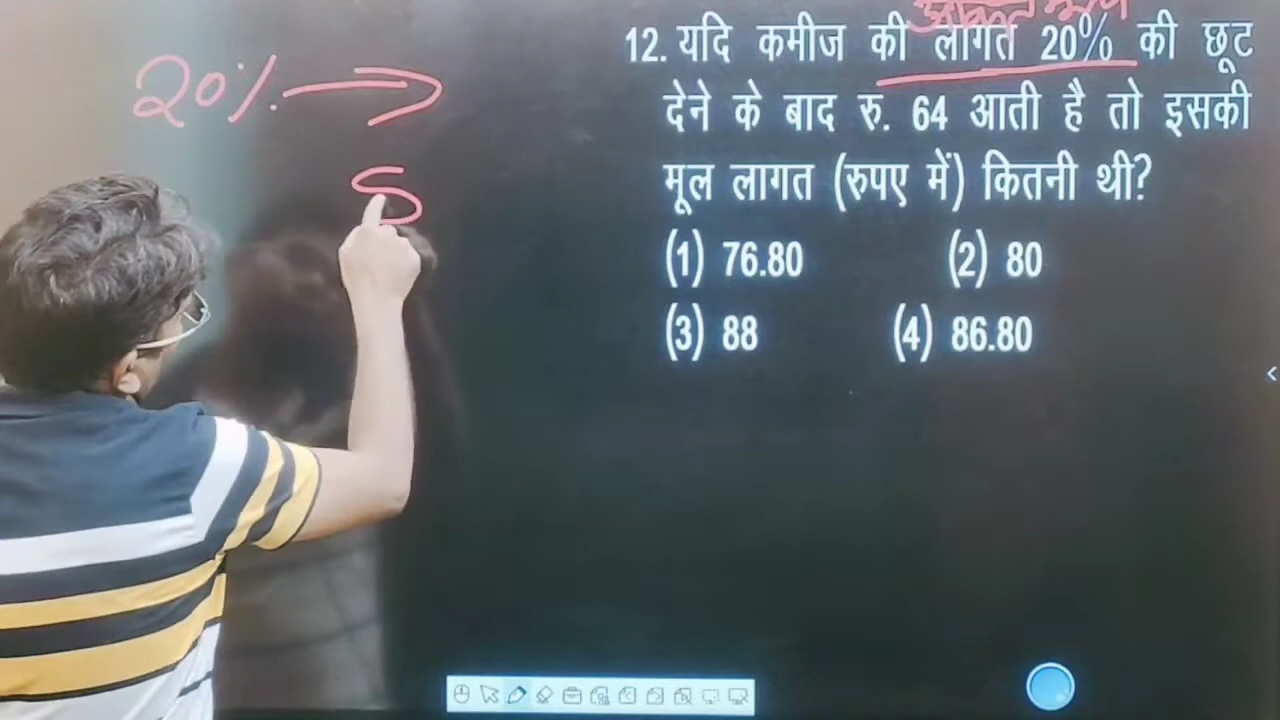 अंकित मूल्य
12. यदि कमीज की लागत 20% की छूट
देने के बाद रु. 64 आती है तो इसकी
मूल लागत (रुपए में) कितनी थी?
(1) 76.80 (2) 80
(3) 88 (4) 86.80
20% →
5